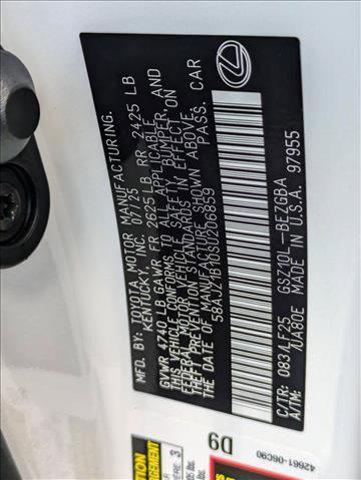 MFD. BY: TOYOTA MOTOR MANUFACTURING.
KENTUCKY, INC. 07/25
GVWR 4740 LB GAWR FR 2625 LB RR 2425 LB
THIS VEHICLE CONFORMS TO ALL APPLICABLE
FEDERAL MOTOR VEHICLE SAFETY, BUMPER, AND
THEFT PREVENTION STANDARDS IN EFFECT ON
THE DATE OF MANUFACTURE SHOWN ABOVE.
PASS. CAR
C/TR: 083 / LF25 GSZ10L-BEZGBA
A/TM: /UA80E MADE IN U.S.A. 97955
D9
42661-06C90